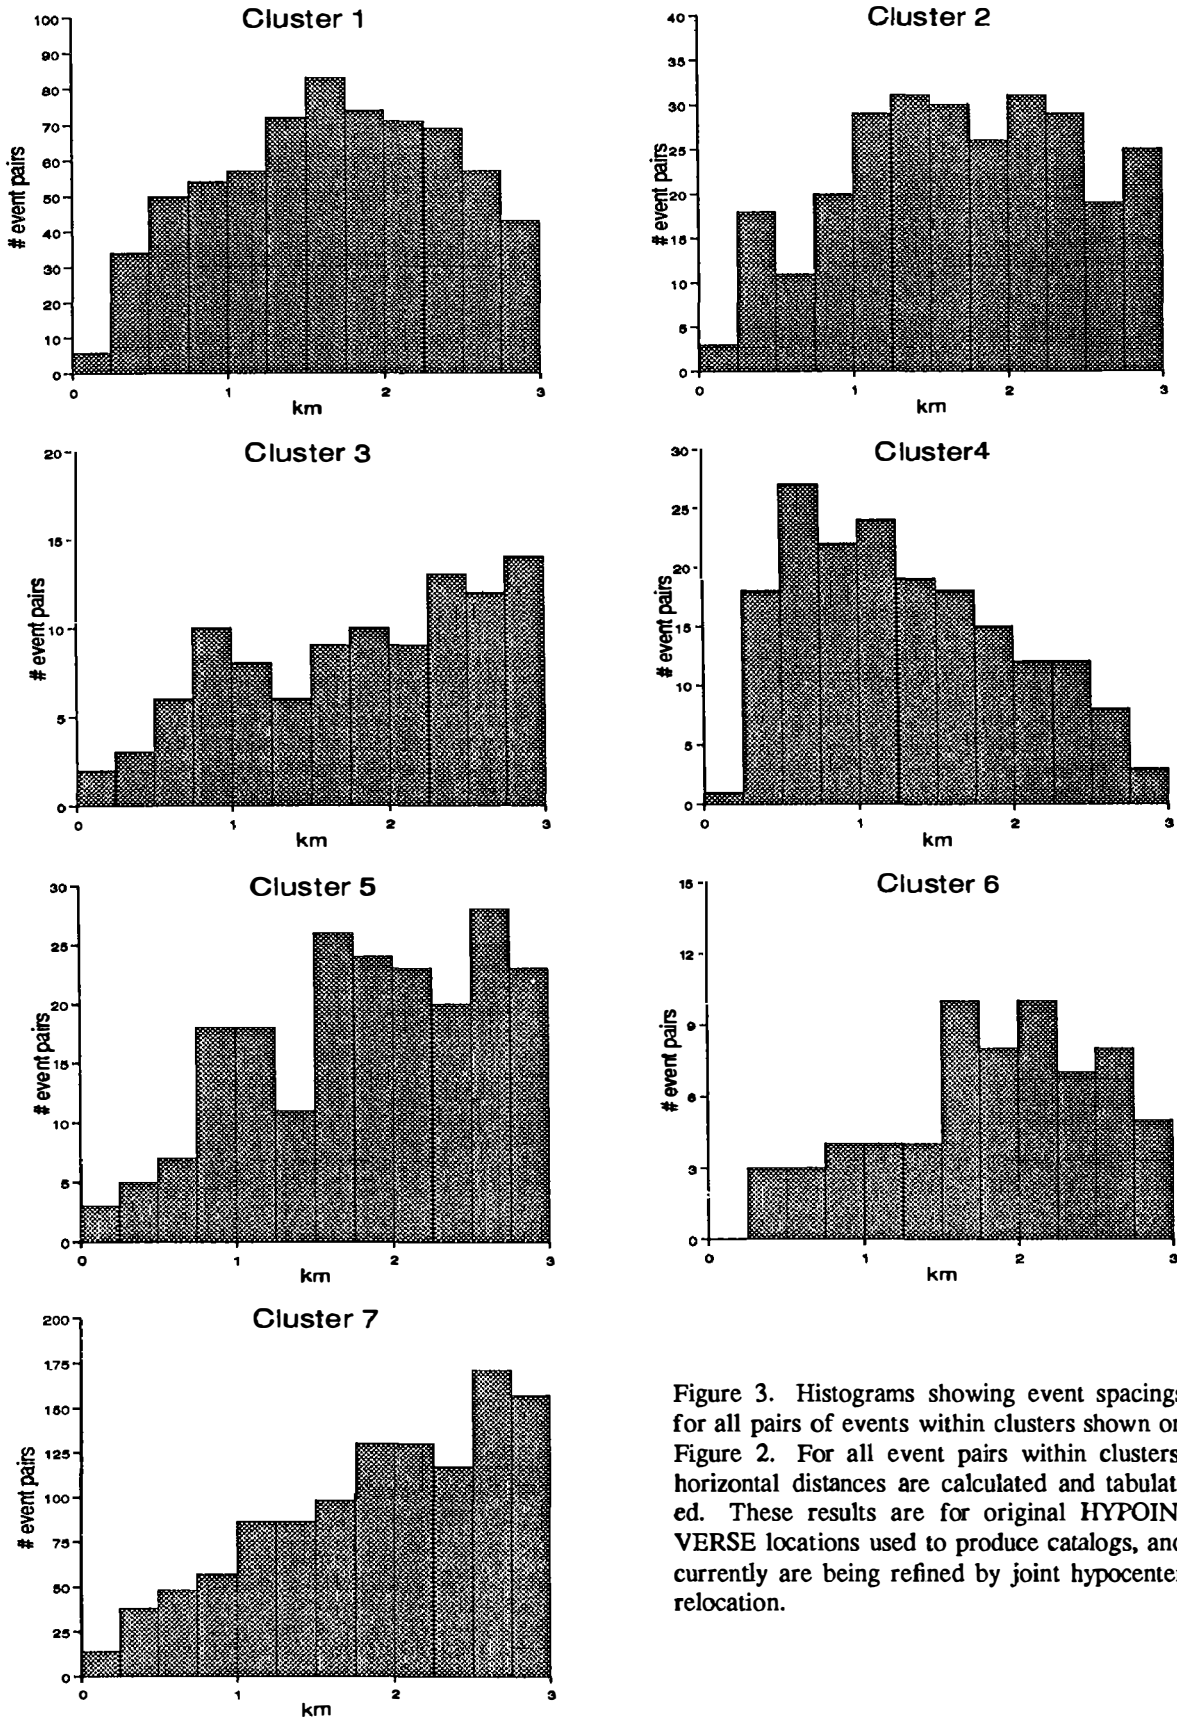 Cluster 1
100
90
80
70
60
50
40
30
20
10
0
# event pairs
0 1 2 3
km
Cluster 2
40
35
30
25
20
15
10
5
0
# event pairs
0 1 2 3
km
Cluster 3
20
15
10
5
0
# event pairs
0 1 2 3
km
Cluster4
30
25
20
15
10
5
0
# event pairs
0 1 2 3
km
Cluster 5
30
25
20
15
10
5
0
# event pairs
0 1 2 3
km
Cluster 6
15
12
9
6
3
0
# event pairs
0 1 2 3
km
Cluster 7
200
175
150
125
100
75
50
25
0
# event pairs
0 1 2 3
km
Figure 3. Histograms showing event spacings
for all pairs of events within clusters shown on
Figure 2. For all event pairs within clusters
horizontal distances are calculated and tabulat
ed. These results are for original HYPOIN
VERSE locations used to produce catalogs, and
currently are being refined by joint hypocenter
relocation.